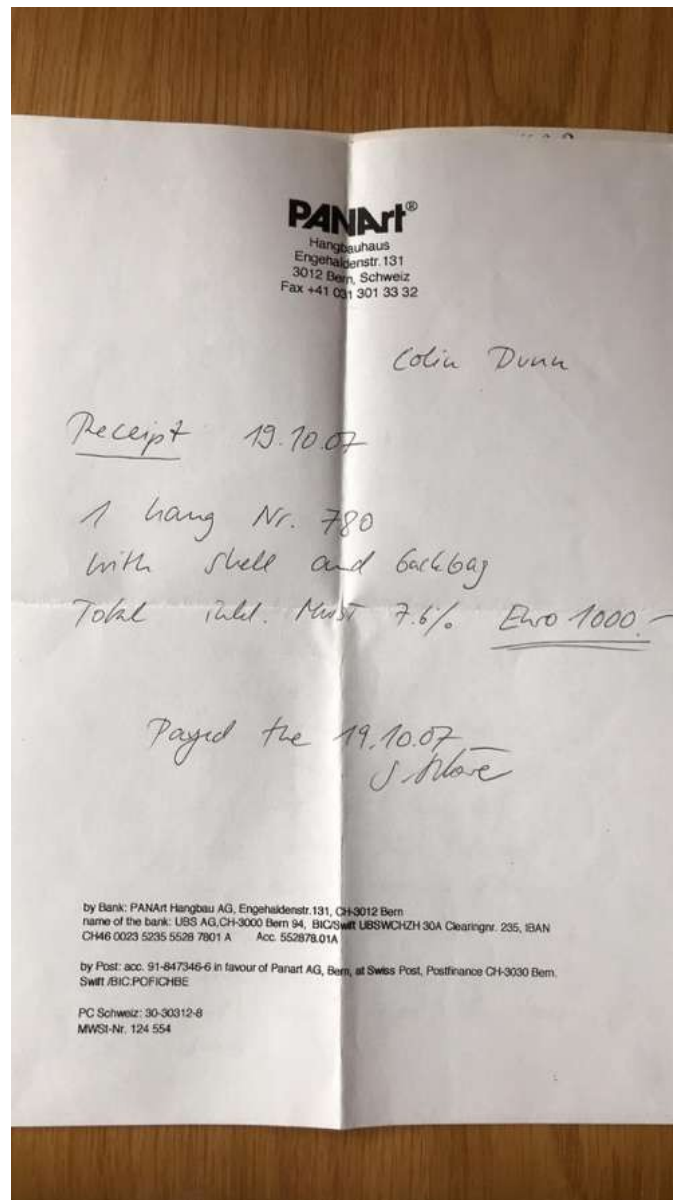 PANArt®
Hangbauhaus
Engehaldenstr. 131
3012 Bern, Schweiz
Fax +41 031 301 33 32
Colin Dunn
Receipt 19.10.07
1 hang Nr. 780
with shell and backbag
Total inkl. Mwst 7.6% Euro 1000.-
Payed the 19.10.07
by Bank: PANArt Hangbau AG, Engehaldenstr.131, CH-3012 Bern
name of the bank: UBS AG,CH-3000 Bern 94, BIC/Swift UBSWCHZH 30A Clearingnr. 235, IBAN
CH46 0023 5235 5528 7801 A Acc. 552878.01A
by Post: acc. 91-847346-6 in favour of Panart AG, Bern, at Swiss Post, Postfinance CH-3030 Bern.
Swift /BIC:POFICHBE
PC Schweiz: 30-30312-8
MWSt-Nr. 124 554